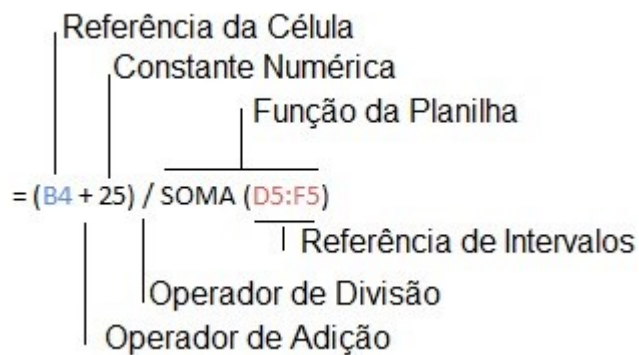 Referência da Célula
Constante Numérica
Função da Planilha
= (B4 + 25) / SOMA (D5:F5)
Referência de Intervalos
Operador de Divisão
Operador de Adição